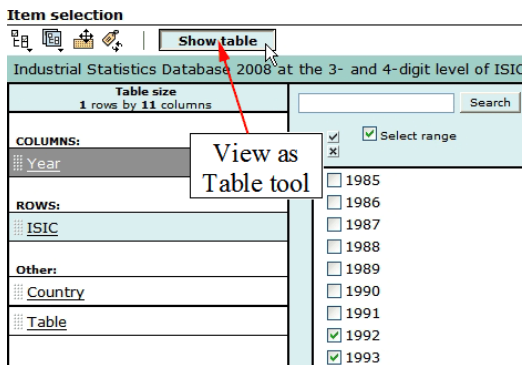 Item selection
Show table
Industrial Statistics Database 2008 at the 3- and 4-digit level of ISIC
Table size
1 rows by 11 columns
Search
COLUMNS:
Select range
Year
View as
Table tool
1985
1986
ROWS:
ISIC
1987
1988
Other:
1989
Country
1990
1991
Table
1992
1993